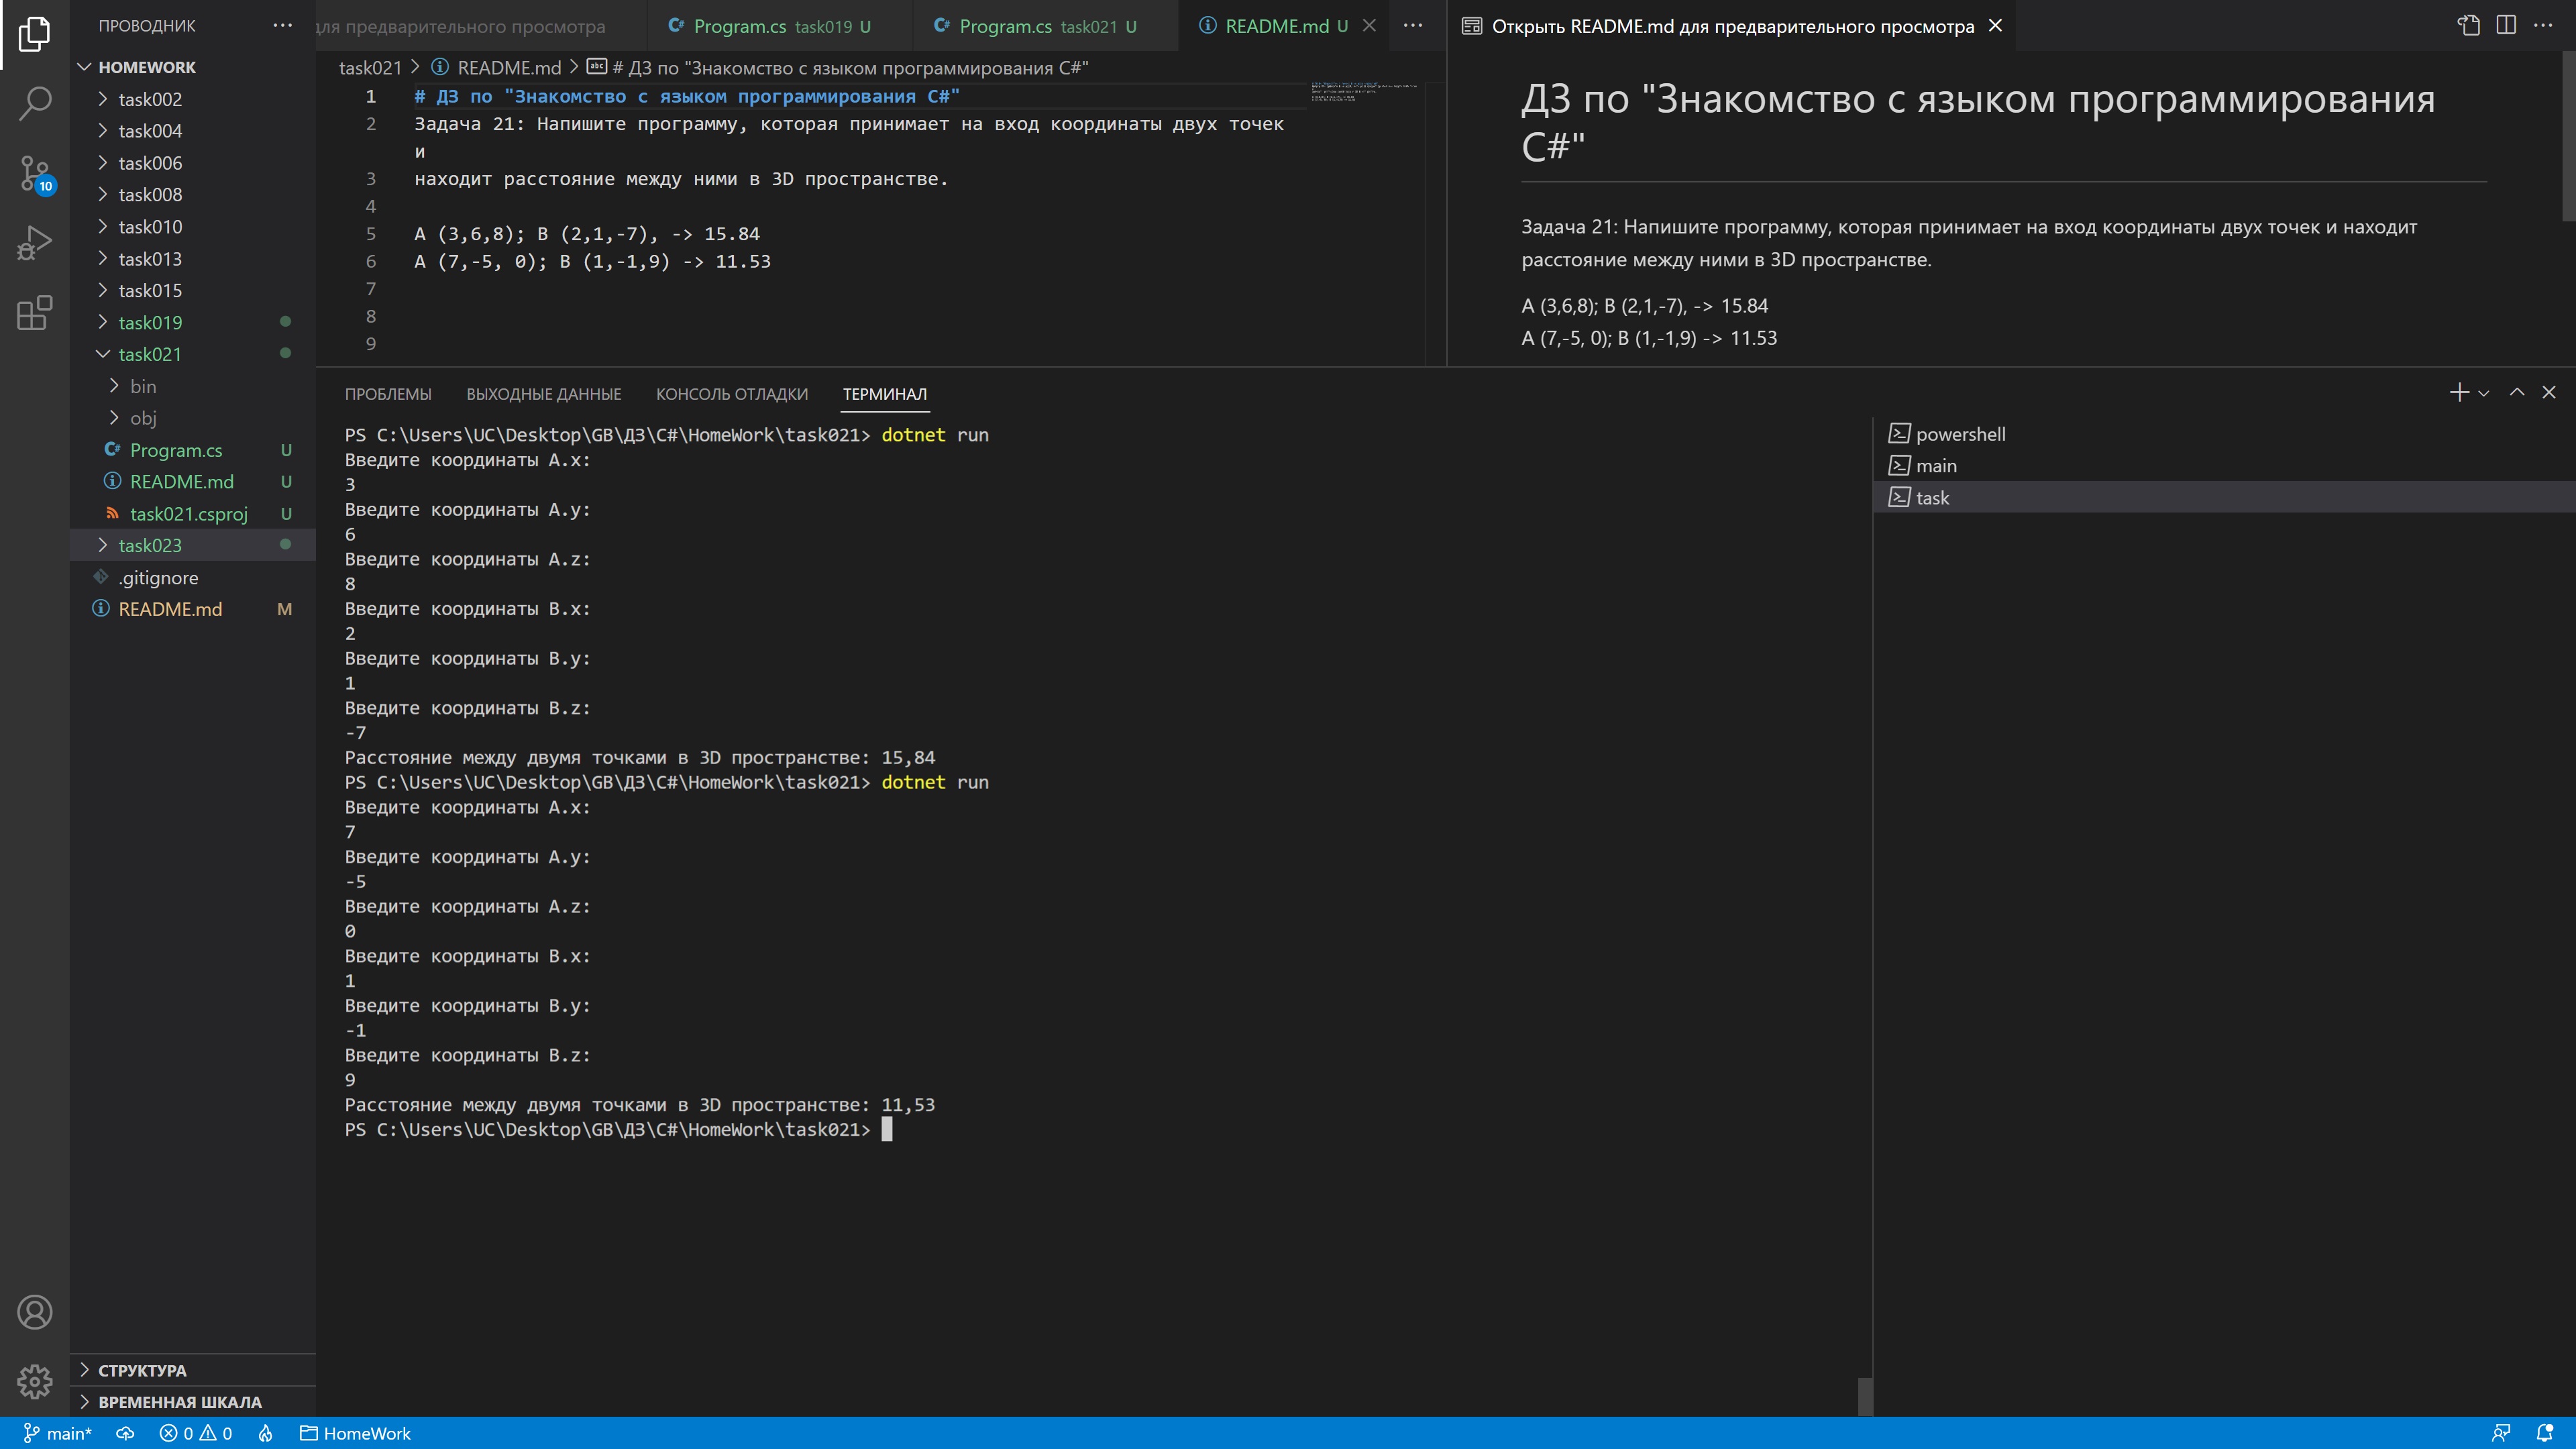 ПРОВОДНИК
HOMEWORK
task002
task004
task006
task008
task010
task013
task015
task019
task021
bin
obj
Program.cs U
README.md U
task021.csproj U
task023
.gitignore
README.md M
СТРУКТУРА
ВРЕМЕННАЯ ШКАЛА
10
для предварительного просмотра
C# Program.cs task019 U
C# Program.cs task021 U
README.md U
task021 > README.md > # ДЗ по "Знакомство с языком программирования C#"
1 # ДЗ по "Знакомство с языком программирования C#"
2 Задача 21: Напишите программу, которая принимает на вход координаты двух точек
и
3 находит расстояние между ними в 3D пространстве.
4
5 A (3,6,8); B (2,1,-7), -> 15.84
6 A (7,-5, 0); B (1,-1,9) -> 11.53
7
8
9
Открыть README.md для предварительного просмотра
ДЗ по "Знакомство с языком программирования
C#"
Задача 21: Напишите программу, которая принимает на вход координаты двух точек и находит
расстояние между ними в 3D пространстве.
A (3,6,8); B (2,1,-7), -> 15.84
A (7,-5, 0); B (1,-1,9) -> 11.53
ПРОБЛЕМЫ ВЫХОДНЫЕ ДАННЫЕ КОНСОЛЬ ОТЛАДКИ ТЕРМИНАЛ
PS C:\Users\UC\Desktop\GB\ДЗ\C#\HomeWork\task021> dotnet run
Введите координаты A.x:
3
Введите координаты A.y:
6
Введите координаты A.z:
8
Введите координаты B.x:
2
Введите координаты B.y:
1
Введите координаты B.z:
-7
Расстояние между двумя точками в 3D пространстве: 15,84
PS C:\Users\UC\Desktop\GB\ДЗ\C#\HomeWork\task021> dotnet run
Введите координаты A.x:
7
Введите координаты A.y:
-5
Введите координаты A.z:
0
Введите координаты B.x:
1
Введите координаты B.y:
-1
Введите координаты B.z:
9
Расстояние между двумя точками в 3D пространстве: 11,53
PS C:\Users\UC\Desktop\GB\ДЗ\C#\HomeWork\task021>
powershell
main
task
main* 0 0 HomeWork